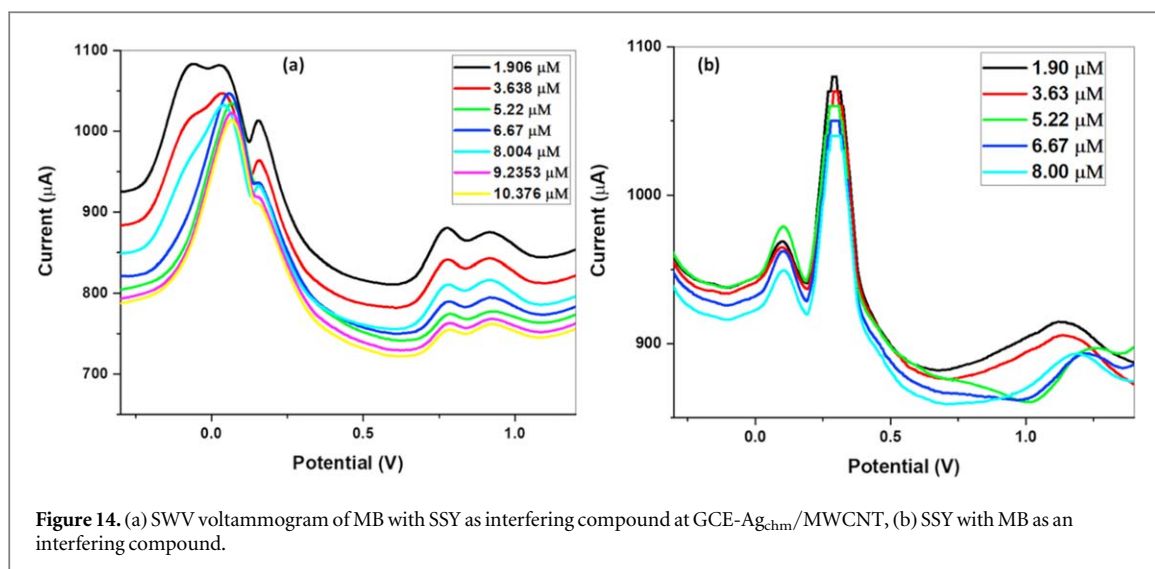 (a)
1.906 μM
3.638 μM
5.22 μM
6.67 μM
8.004 μM
9.2353 μM
10.376 μM
1100
1000
900
800
700
Current (μA)
0.0 0.5 1.0
Potential (V)
(b)
1.90 μM
3.63 μM
5.22 μM
6.67 μM
8.00 μM
1100
1000
900
Current (μA)
0.0 0.5 1.0
Potential (V)
Figure 14. (a) SWV voltammogram of MB with SSY as interfering compound at GCE-Agchm/MWCNT, (b) SSY with MB as an
interfering compound.